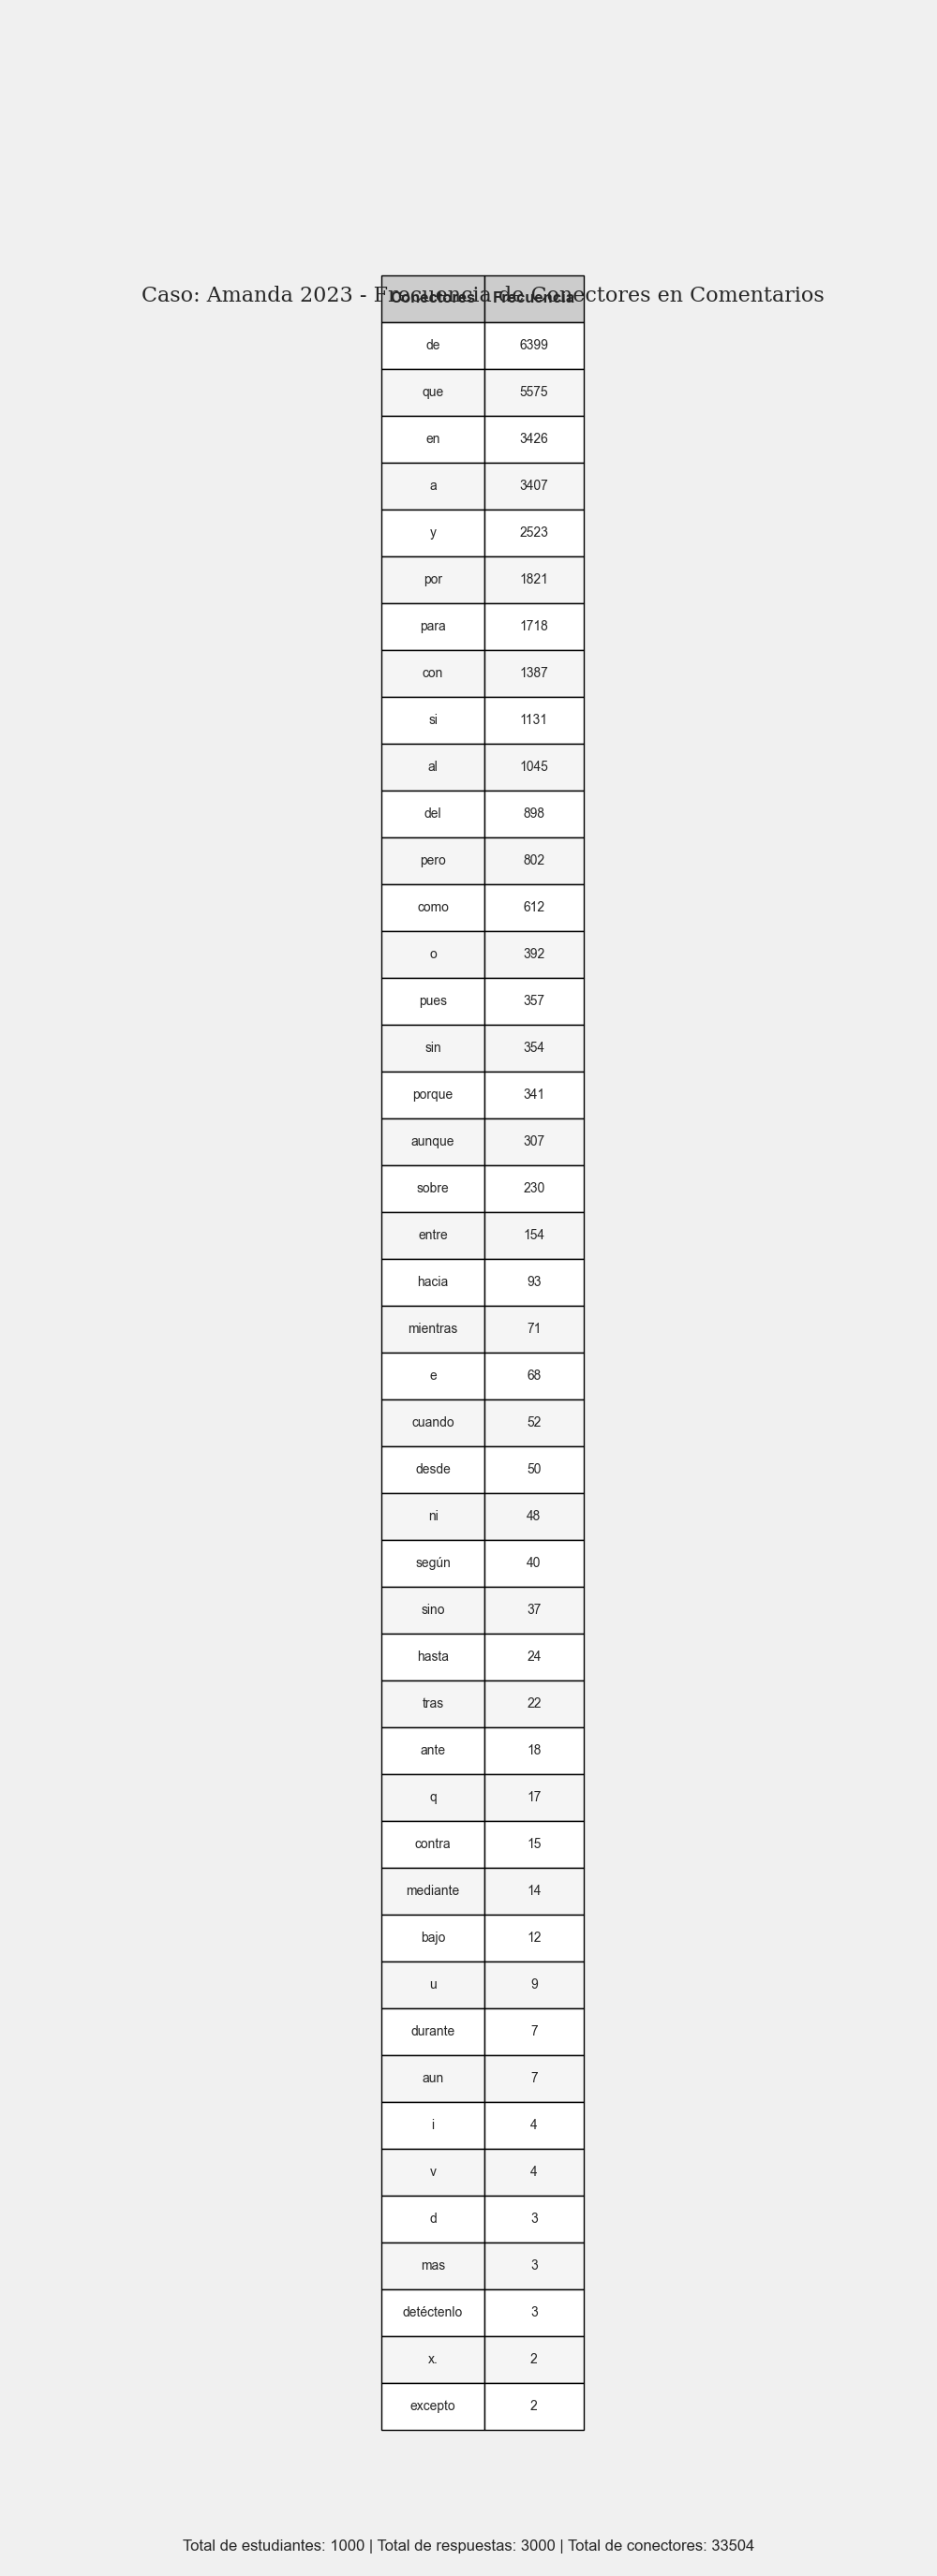 Caso: Amanda 2023 - Frecuencia de Conectores en Comentarios
Conectores Frecuencia
de 6399
que 5575
en 3426
a 3407
y 2523
por 1821
para 1718
con 1387
si 1131
al 1045
del 898
pero 802
como 612
o 392
pues 357
sin 354
porque 341
aunque 307
sobre 230
entre 154
hacia 93
mientras 71
e 68
cuando 52
desde 50
ni 48
según 40
sino 37
hasta 24
tras 22
ante 18
q 17
contra 15
mediante 14
bajo 12
u 9
durante 7
aun 7
i 4
v 4
d 3
mas 3
detéctenlo 3
x. 2
excepto 2
Total de estudiantes: 1000 | Total de respuestas: 3000 | Total de conectores: 33504